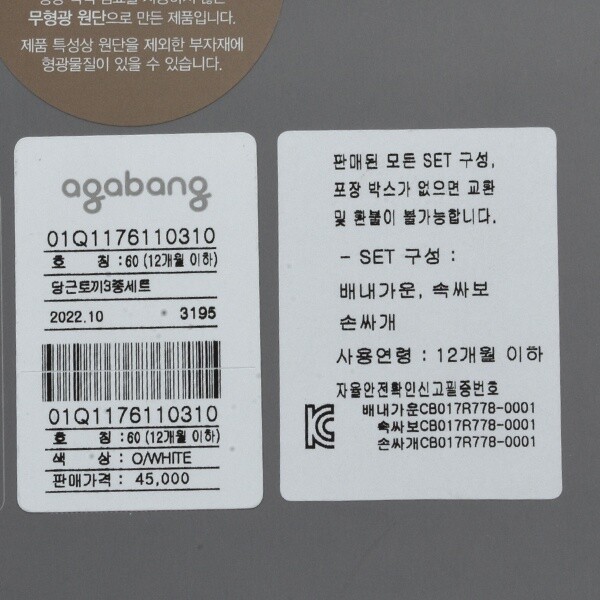 무형광 원단으로 만든 제품입니다.
제품 특성상 원단을 제외한 부자재에
형광물질이 있을 수 있습니다.
agabang
01Q1176110310
호 칭 : 60 (12개월 이하)
당근토끼3종세트
2022.10 3195
01Q1176110310
호 칭 : 60 (12개월 이하)
색 상 : O/WHITE
판매가격 : 45,000
판매된 모든 SET 구성,
포장 박스가 없으면 교환
및 환불이 불가능합니다.
- SET 구성 :
배내가운, 속싸보
손싸개
사용연령 : 12개월 이하
자율안전확인신고필증번호
배내가운CB017R778-0001
속싸보CB017R778-0001
손싸개CB017R778-0001